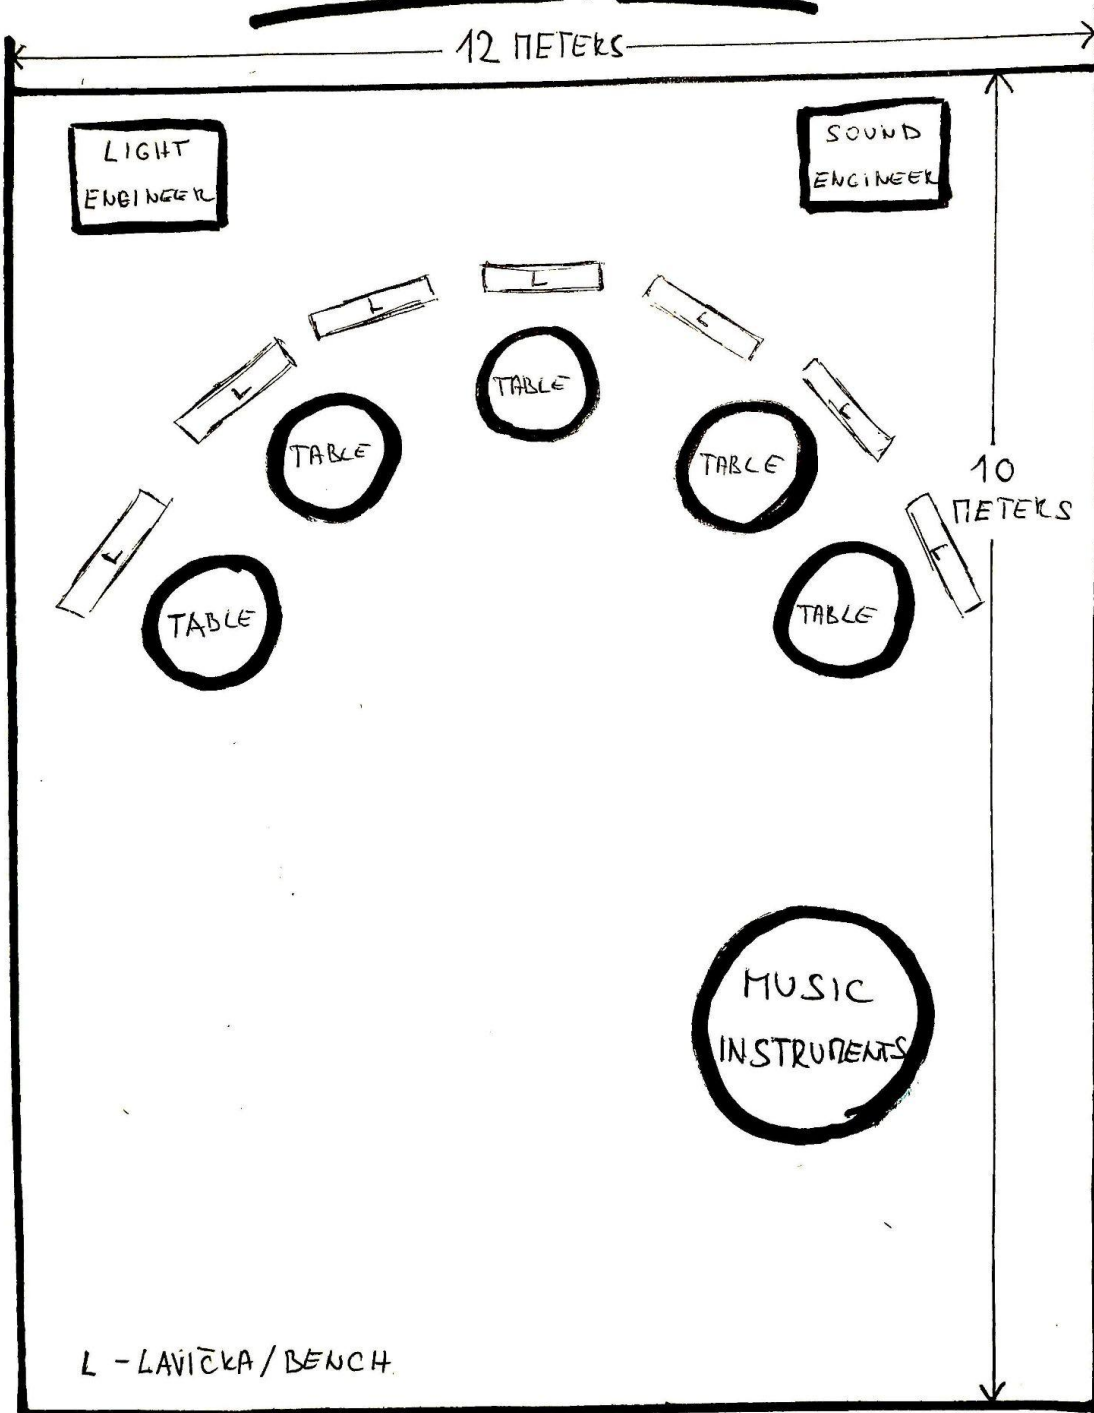 12 METERS
LIGHT
ENGINEER
SOUND
ENGINEER
L
L
L
L
L
L
L
TABLE
TABLE
TABLE
TABLE
TABLE
10
METERS
MUSIC
INSTRUMENTS
L - LAVIČKA / BENCH